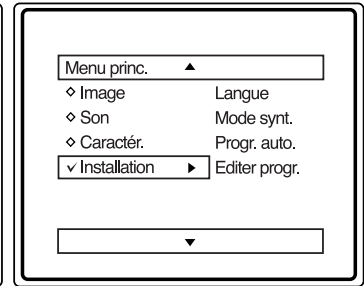 Menu princ. ▲
◇ Image Langue
◇ Son Mode synt.
◇ Caractér. Progr. auto.
✓ Installation ▶ Editer progr.
▼